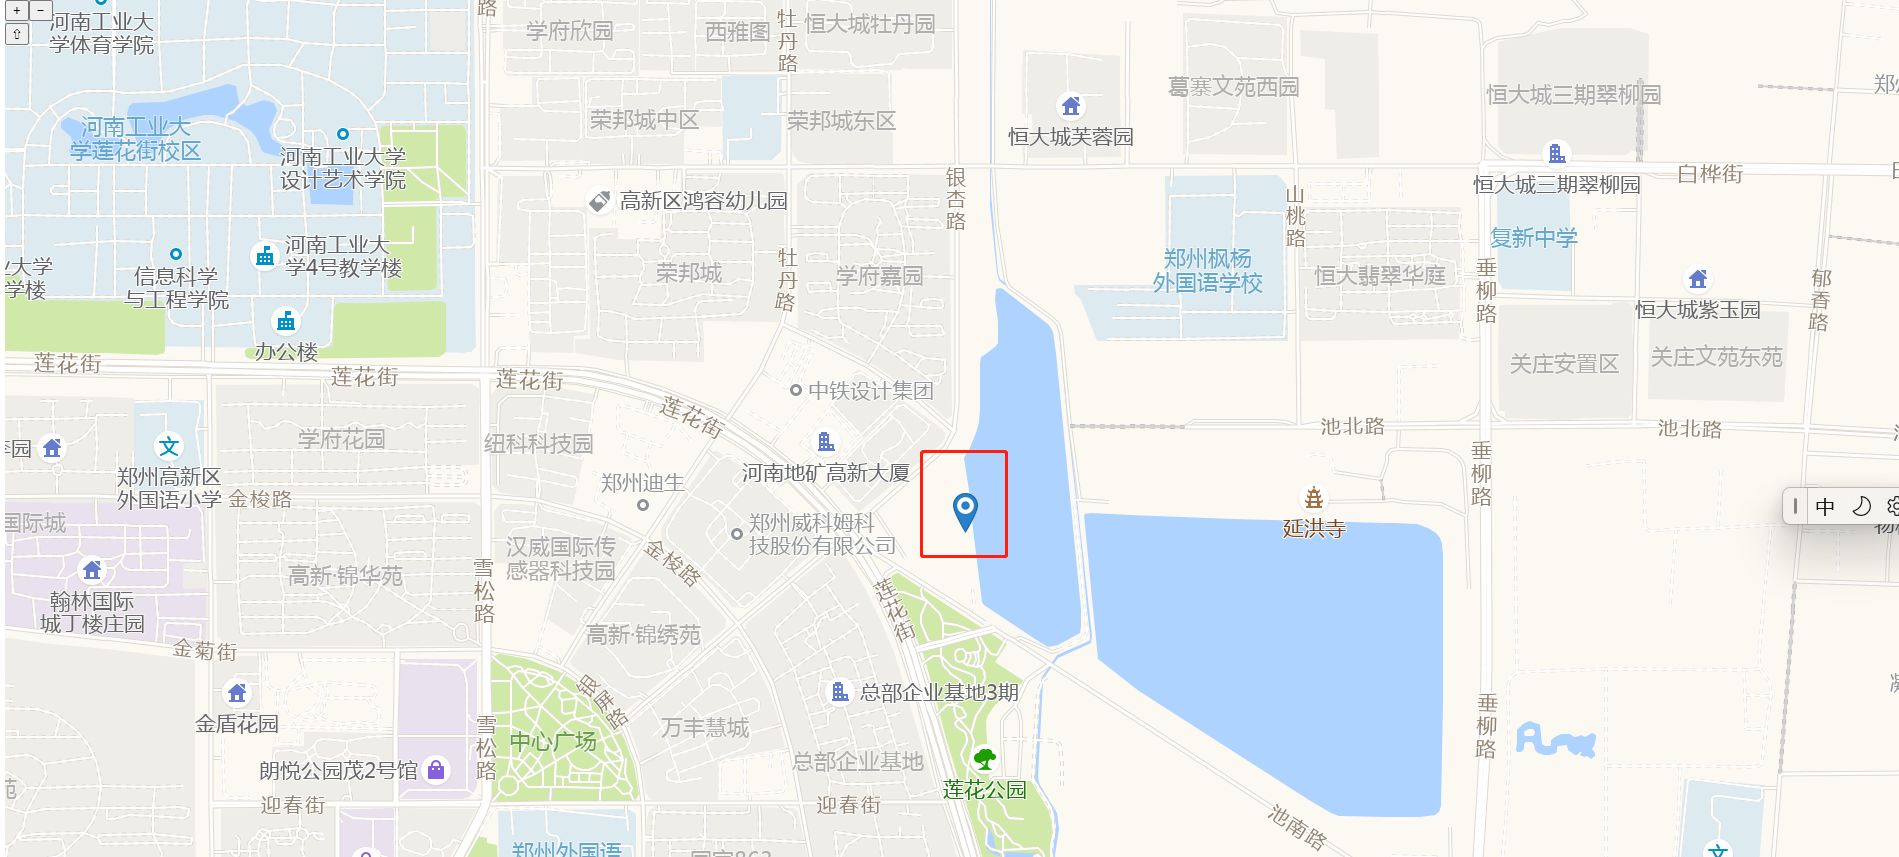 +
−
⇧
河南工业大
学体育学院
路
学府欣园
西雅图
牡丹路
恒大城牡丹园
葛寨文苑西园
恒大城三期翠柳园
河南工业大
学莲花街校区
河南工业大学
设计艺术学院
荣邦城中区
荣邦城东区
恒大城芙蓉园
恒大城三期翠柳园
白桦街
银杏路
山桃路
高新区鸿容幼儿园
河南工业大
学4号教学楼
信息科学
与工程学院
大学
学楼
荣邦城
牡丹路
学府嘉园
郑州枫杨
外国语学校
恒大翡翠华庭
复新中学
垂柳路
恒大城紫玉园
郁香路
办公楼
莲花街
莲花街
莲花街
莲花街
中铁设计集团
关庄安置区
关庄文苑东苑
池北路
池北路
学府花园
纽科科技园
河南地矿高新大厦
园
郑州高新区
外国语小学
金梭路
郑州迪生
垂柳路
国际城
郑州威科姆科
技股份有限公司
延洪寺
中
汉威国际传
感器科技园
金梭路
高新·锦华苑
雪松路
莲花街
翰林国际
城丁楼庄园
高新·锦绣苑
金菊街
银屏路
总部企业基地3期
金盾花园
万丰慧城
垂柳路
雪松路
中心广场
总部企业基地
朗悦公园茂2号馆
莲花公园
苑
迎春街
迎春街
池南路
文
文
郑州外国语